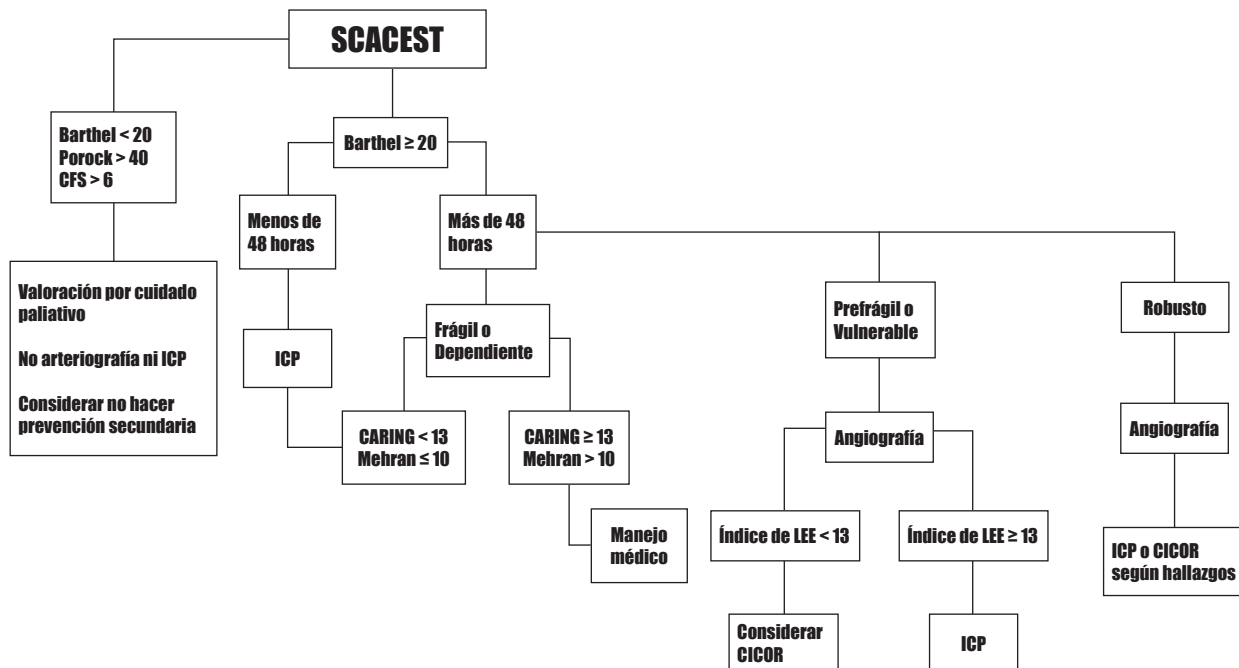 SCACEST
Barthel < 20
Porock > 40
CFS > 6
Barthel ≥ 20
Menos de
48 horas
Más de 48
horas
Valoración por cuidado
paliativo
No arteriografía ni ICP
Considerar no hacer
prevención secundaria
ICP
Frágil o
Dependiente
Prefrágil o
Vulnerable
Robusto
CARING < 13
Mehran ≤ 10
CARING ≥ 13
Mehran > 10
Angiografía
Angiografía
Manejo
médico
Índice de LEE < 13
Índice de LEE ≥ 13
ICP o CICOR
según hallazgos
Considerar
CICOR
ICP